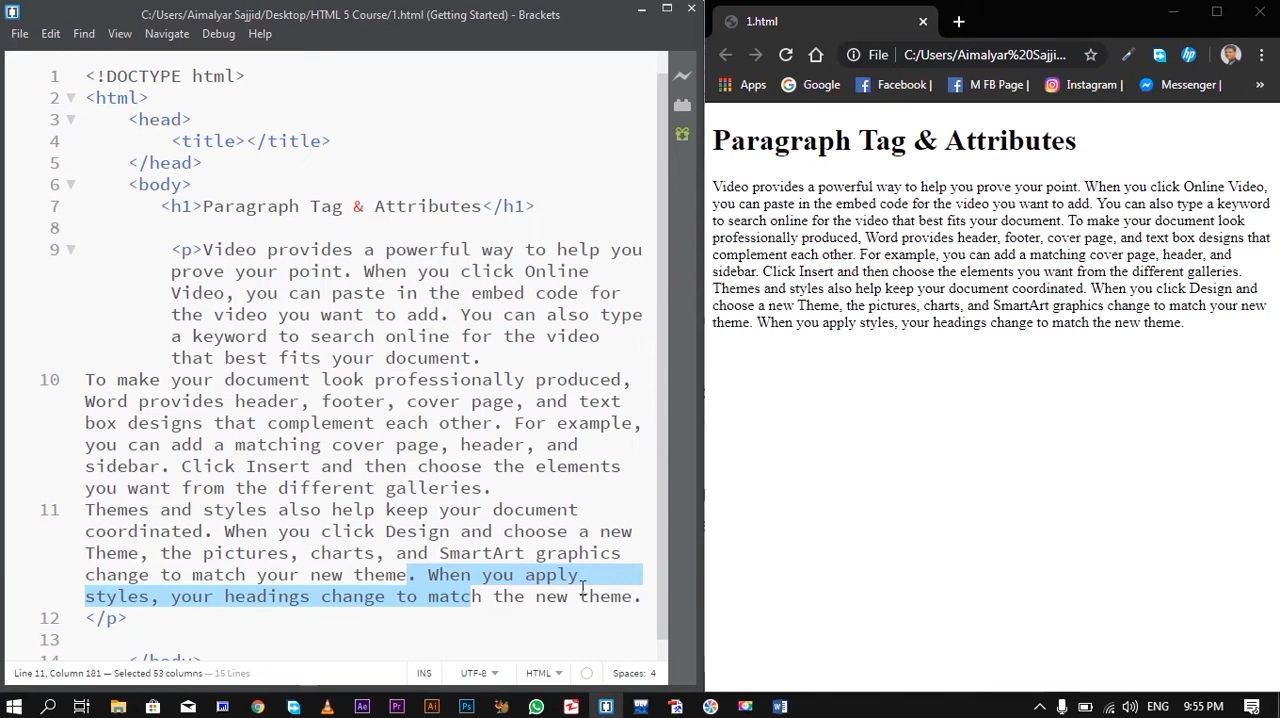 C:/Users/Aimalyar Sajjid/Desktop/HTML 5 Course/1.html (Getting Started) - Brackets
File Edit Find View Navigate Debug Help
1 <!DOCTYPE html>
2 <html>
3 <head>
4 <title></title>
5 </head>
6 <body>
7 <h1>Paragraph Tag & Attributes</h1>
8
9 <p>Video provides a powerful way to help you
prove your point. When you click Online
Video, you can paste in the embed code for
the video you want to add. You can also type
a keyword to search online for the video
that best fits your document.
10 To make your document look professionally produced,
Word provides header, footer, cover page, and text
box designs that complement each other. For example,
you can add a matching cover page, header, and
sidebar. Click Insert and then choose the elements
you want from the different galleries.
11 Themes and styles also help keep your document
coordinated. When you click Design and choose a new
Theme, the pictures, charts, and SmartArt graphics
change to match your new theme. When you apply
styles, your headings change to match the new theme.
12 </p>
13
14 </body>
Line 11, Column 181 — Selected 53 columns — 15 Lines
INS UTF-8 HTML Spaces: 4
1.html
File C:/Users/Aimalyar%20Sajji...
Apps Google Facebook | M FB Page | Instagram | Messenger | »
Paragraph Tag & Attributes
Video provides a powerful way to help you prove your point. When you click Online Video,
you can paste in the embed code for the video you want to add. You can also type a keyword
to search online for the video that best fits your document. To make your document look
professionally produced, Word provides header, footer, cover page, and text box designs that
complement each other. For example, you can add a matching cover page, header, and
sidebar. Click Insert and then choose the elements you want from the different galleries.
Themes and styles also help keep your document coordinated. When you click Design and
choose a new Theme, the pictures, charts, and SmartArt graphics change to match your new
theme. When you apply styles, your headings change to match the new theme.
Ae Pr Ai Ps ENG 9:55 PM